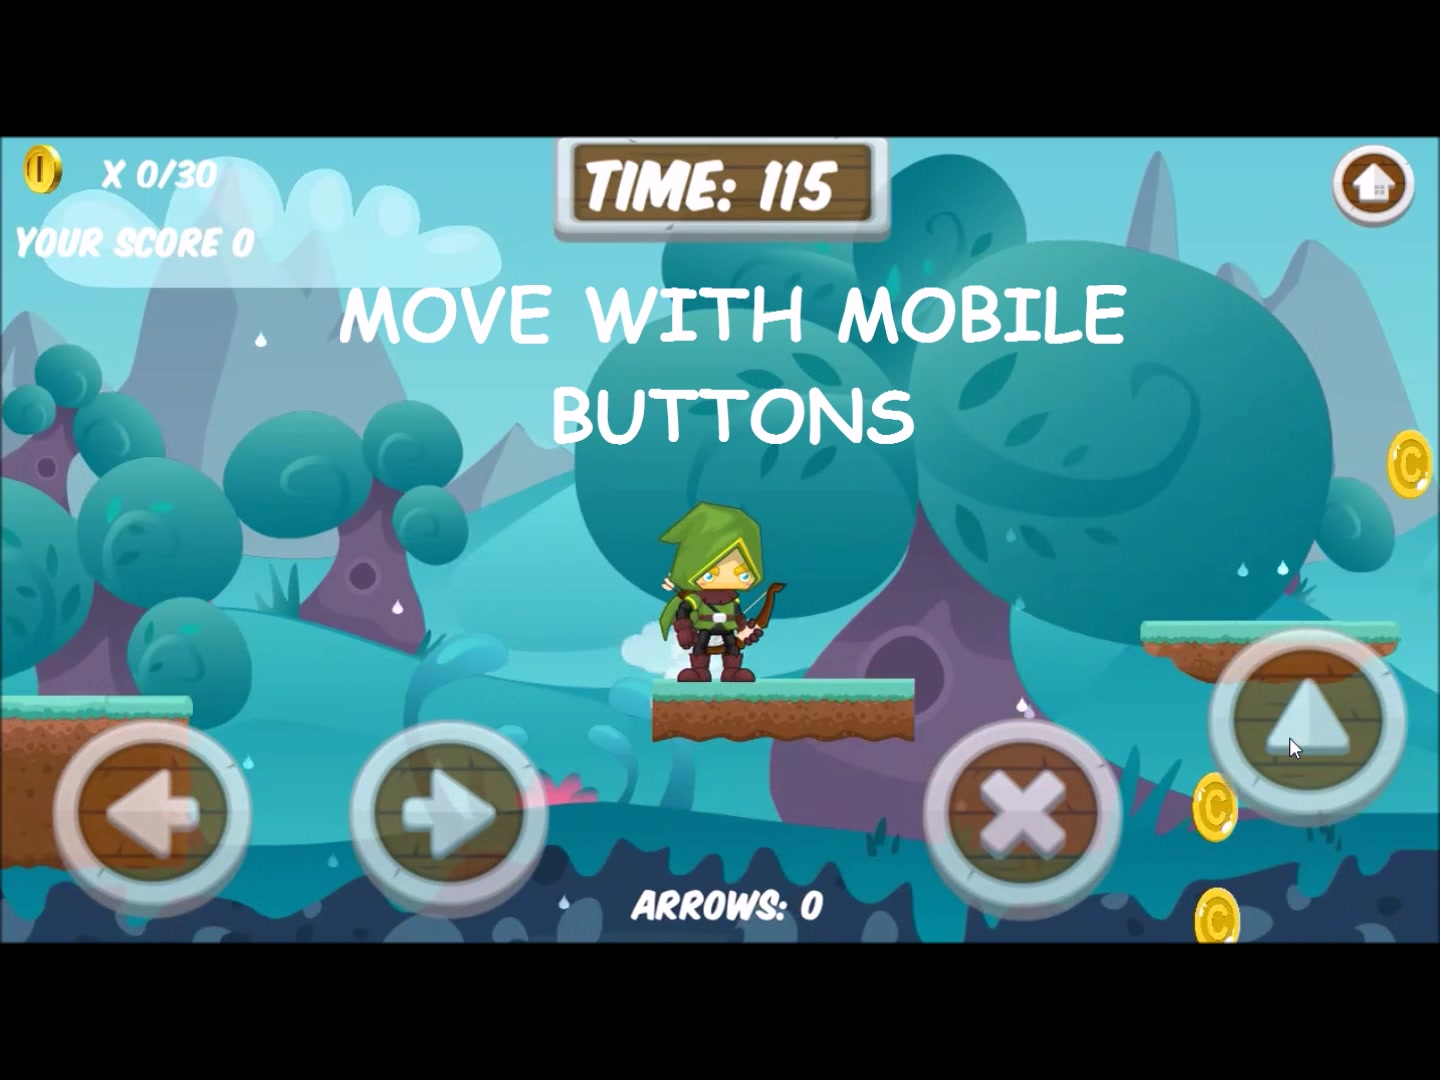 X 0/30
TIME: 115
YOUR SCORE 0
MOVE WITH MOBILE
BUTTONS
C
C
C
ARROWS: 0